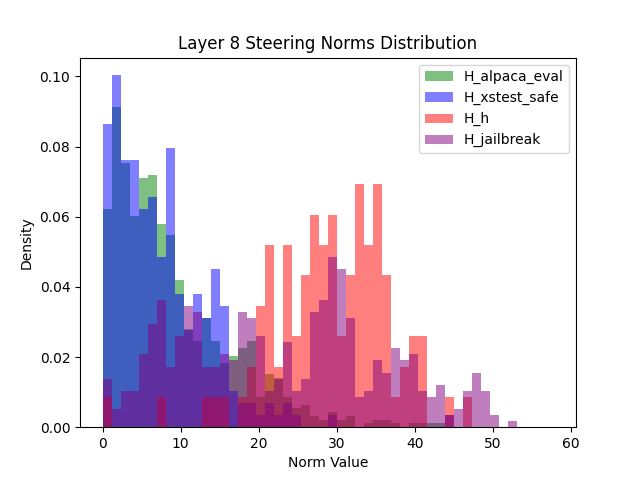 Layer 8 Steering Norms Distribution
H_alpaca_eval
H_xstest_safe
H_h
H_jailbreak
0.10
0.08
0.06
0.04
0.02
0.00
Density
0 10 20 30 40 50 60
Norm Value